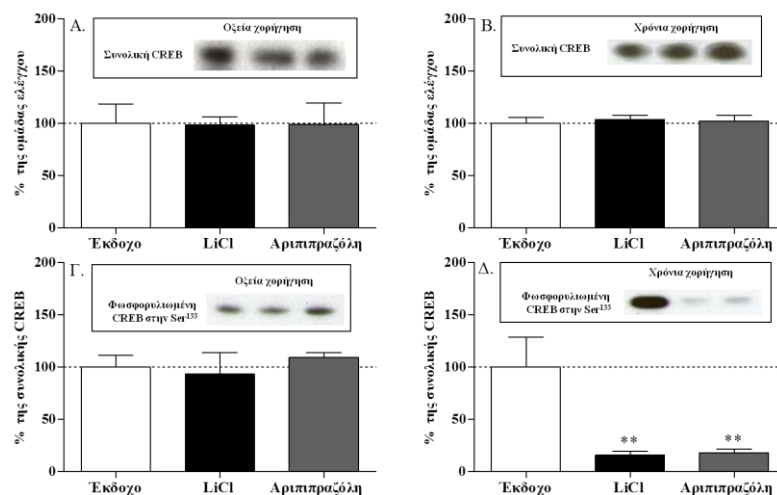 Α.
Οξεία χορήγηση
Συνολική CREB
% της ομάδας ελέγχου
200
150
100
50
0
Έκδοχο LiCl Αριπιπραζόλη
Β.
Χρόνια χορήγηση
Συνολική CREB
% της ομάδας ελέγχου
200
150
100
50
0
Έκδοχο LiCl Αριπιπραζόλη
Γ.
Οξεία χορήγηση
Φωσφορυλιωμένη
CREB στην Ser¹³³
% της συνολικής CREB
200
150
100
50
0
Έκδοχο LiCl Αριπιπραζόλη
Δ.
Χρόνια χορήγηση
Φωσφορυλιωμένη
CREB στην Ser¹³³
% της συνολικής CREB
200
150
100
50
0
** **
Έκδοχο LiCl Αριπιπραζόλη